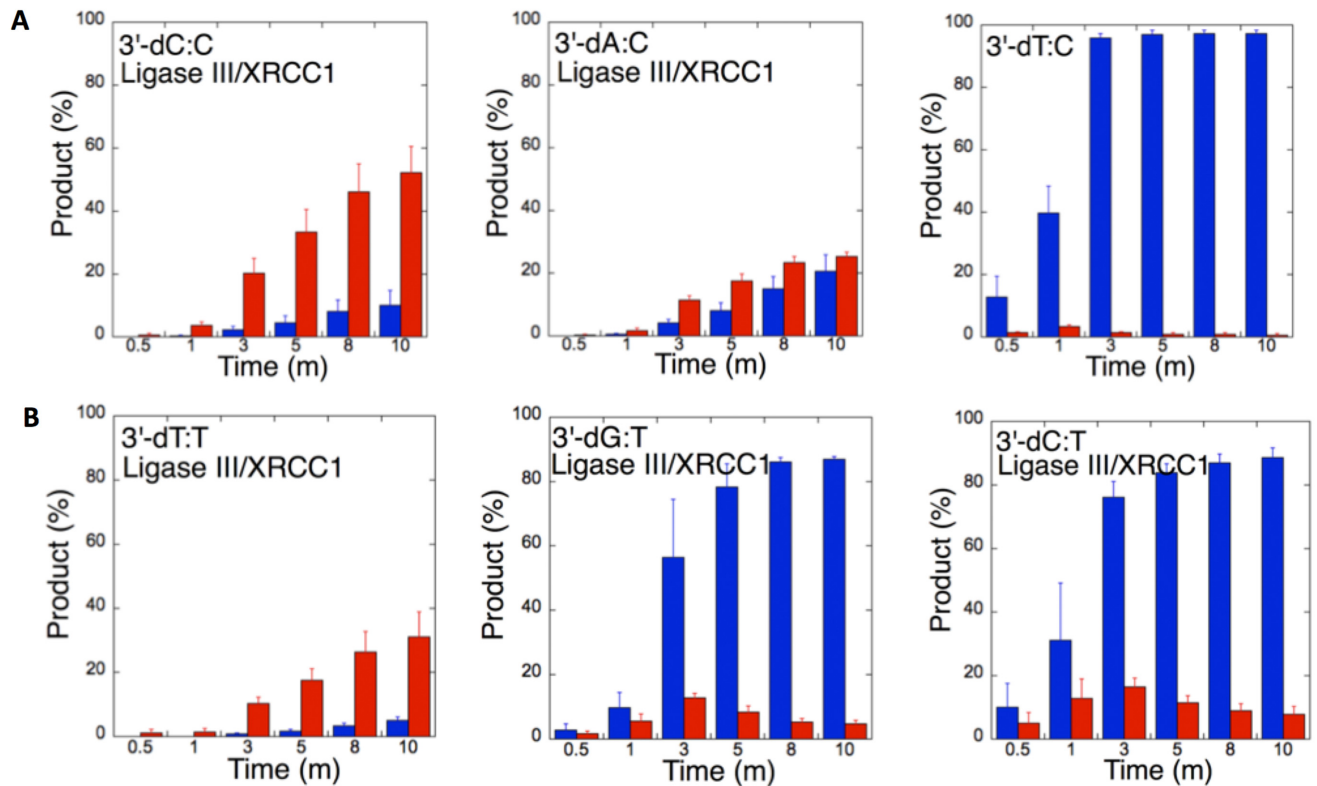 A
3'-dC:C
Ligase III/XRCC1
Product (%)
100
80
60
40
20
0
0.5 1 3 5 8 10
Time (m)
3'-dA:C
Ligase III/XRCC1
Product (%)
100
80
60
40
20
0
0.5 1 3 5 8 10
Time (m)
3'-dT:C
Product (%)
100
80
60
40
20
0
0.5 1 3 5 8 10
Time (m)
B
3'-dT:T
Ligase III/XRCC1
Product (%)
100
80
60
40
20
0
0.5 1 3 5 8 10
Time (m)
3'-dG:T
Ligase III/XRCC1
Product (%)
100
80
60
40
20
0
0.5 1 3 5 8 10
Time (m)
3'-dC:T
Ligase III/XRCC1
Product (%)
100
80
60
40
20
0
0.5 1 3 5 8 10
Time (m)